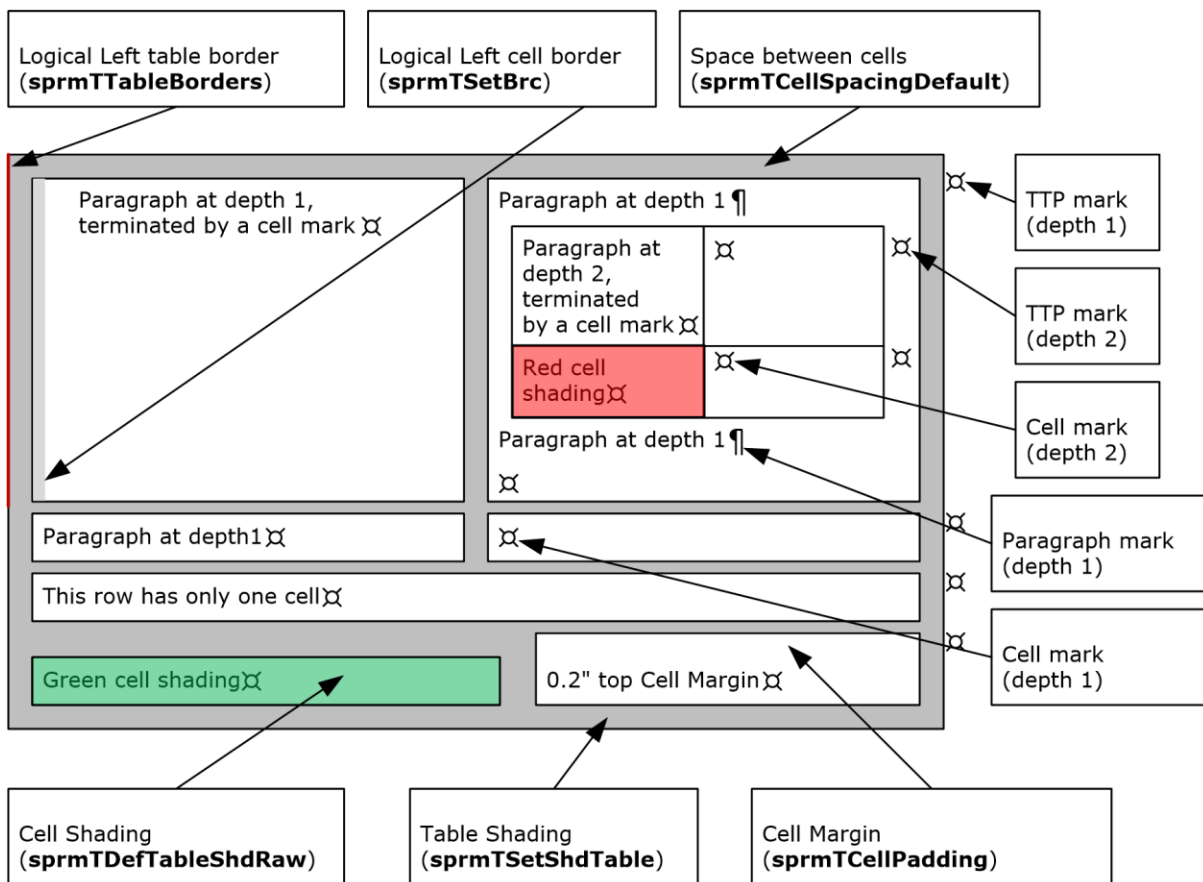 Logical Left table border
(sprmTTableBorders)
Logical Left cell border
(sprmTSetBrc)
Space between cells
(sprmTCellSpacingDefault)
Paragraph at depth 1,
terminated by a cell mark ¤
Paragraph at depth 1 ¶
Paragraph at
depth 2,
terminated
by a cell mark ¤
¤
¤
Red cell
shading¤
¤
¤
Paragraph at depth 1 ¶
¤
¤
TTP mark
(depth 1)
TTP mark
(depth 2)
Cell mark
(depth 2)
Paragraph at depth1¤
¤
¤
Paragraph mark
(depth 1)
This row has only one cell¤
¤
Green cell shading¤
0.2" top Cell Margin¤
¤
Cell mark
(depth 1)
Cell Shading
(sprmTDefTableShdRaw)
Table Shading
(sprmTSetShdTable)
Cell Margin
(sprmTCellPadding)